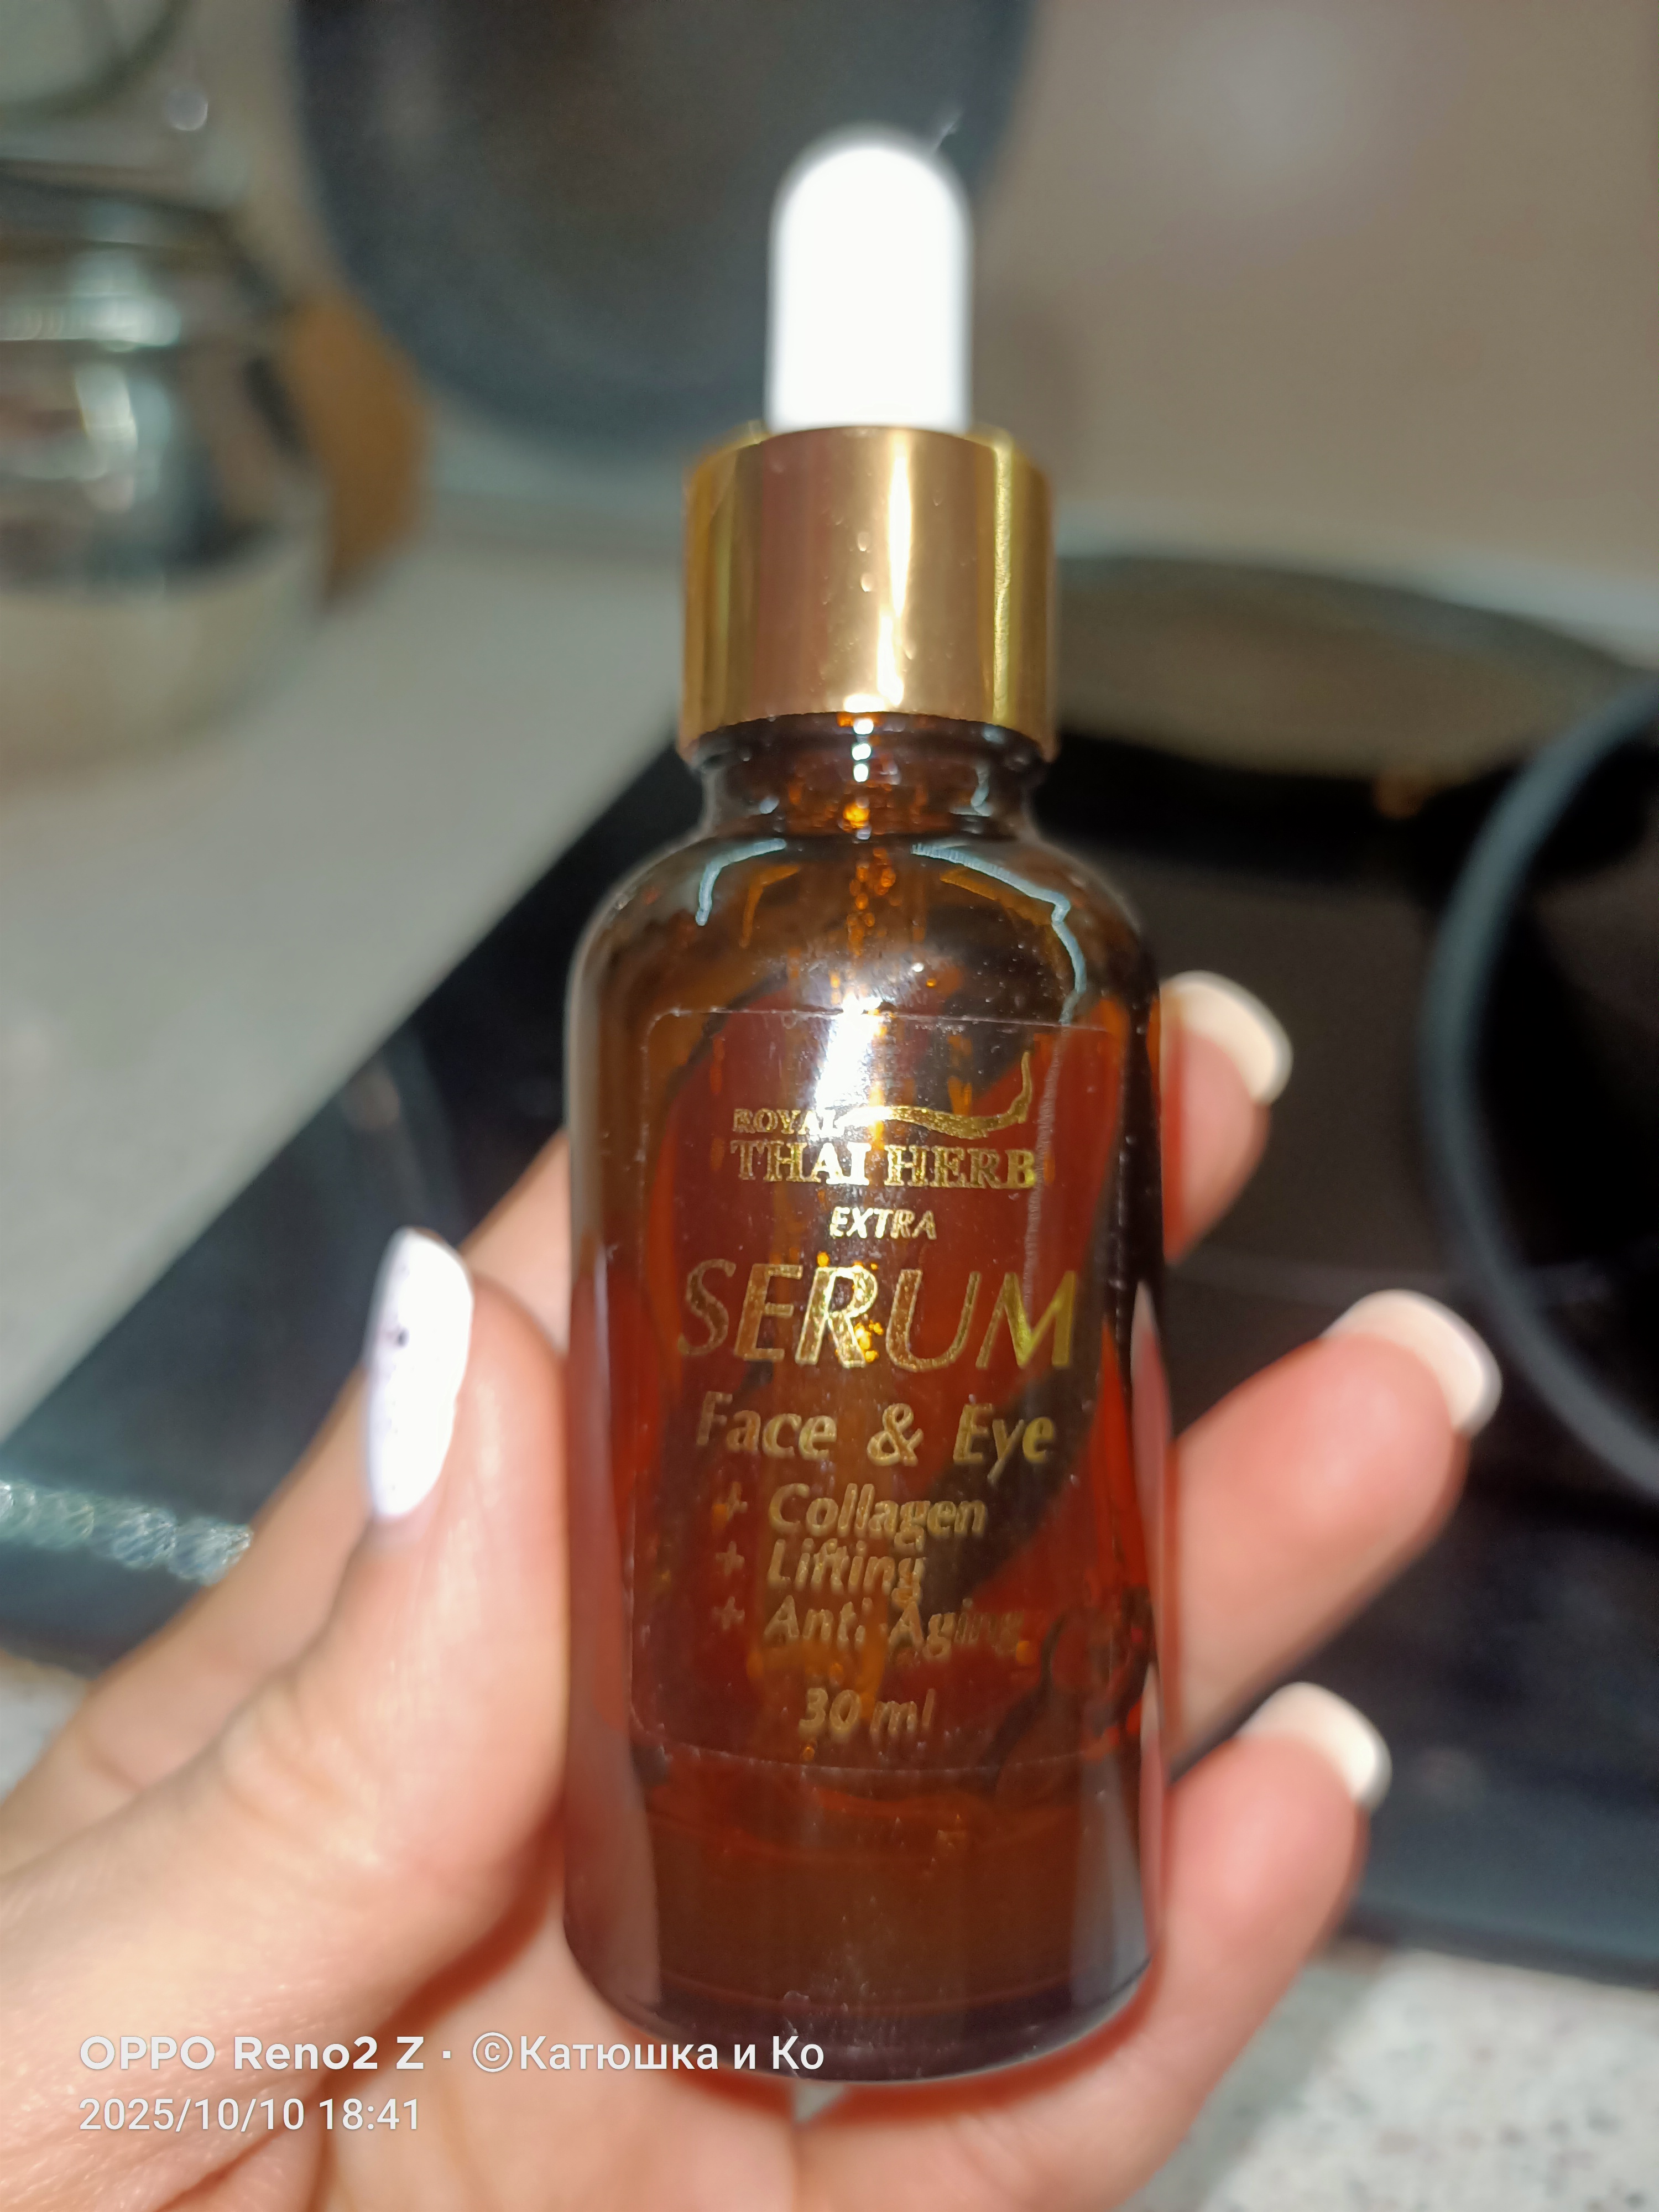 ROYAL
THAI HERB
EXTRA
SERUM
Face & Eye
+ Collagen
+ Lifting
+ Anti Aging
30 ml
OPPO Reno2 Z · ©Катюшка и Ко
2025/10/10 18:41